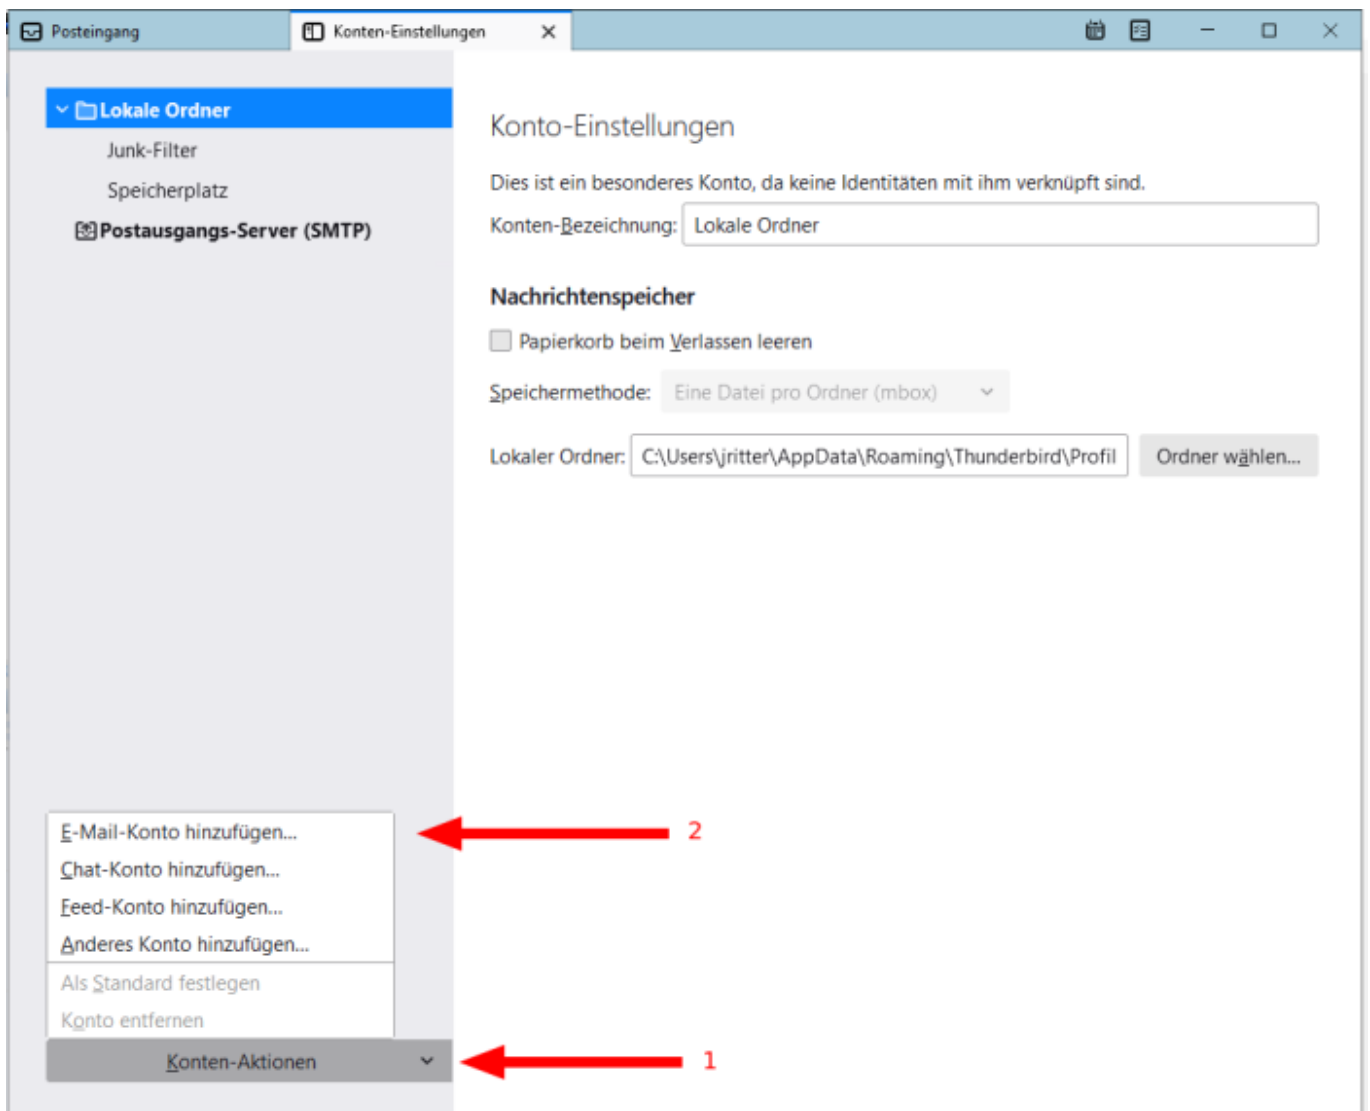 Posteingang
Konten-Einstellungen
Lokale Ordner
Junk-Filter
Speicherplatz
Postausgangs-Server (SMTP)
Konto-Einstellungen
Dies ist ein besonderes Konto, da keine Identitäten mit ihm verknüpft sind.
Konten-Bezeichnung: Lokale Ordner
Nachrichtenspeicher
Papierkorb beim Verlassen leeren
Speichermethode: Eine Datei pro Ordner (mbox)
Lokaler Ordner: C:\Users\jritter\AppData\Roaming\Thunderbird\Profil Ordner wählen...
E-Mail-Konto hinzufügen... 2
Chat-Konto hinzufügen...
Feed-Konto hinzufügen...
Anderes Konto hinzufügen...
Als Standard festlegen
Konto entfernen
Konten-Aktionen 1